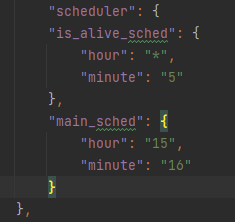 "scheduler": {
"is_alive_sched": {
"hour": "*",
"minute": "5"
},
"main_sched": {
"hour": "15",
"minute": "16"
}
},